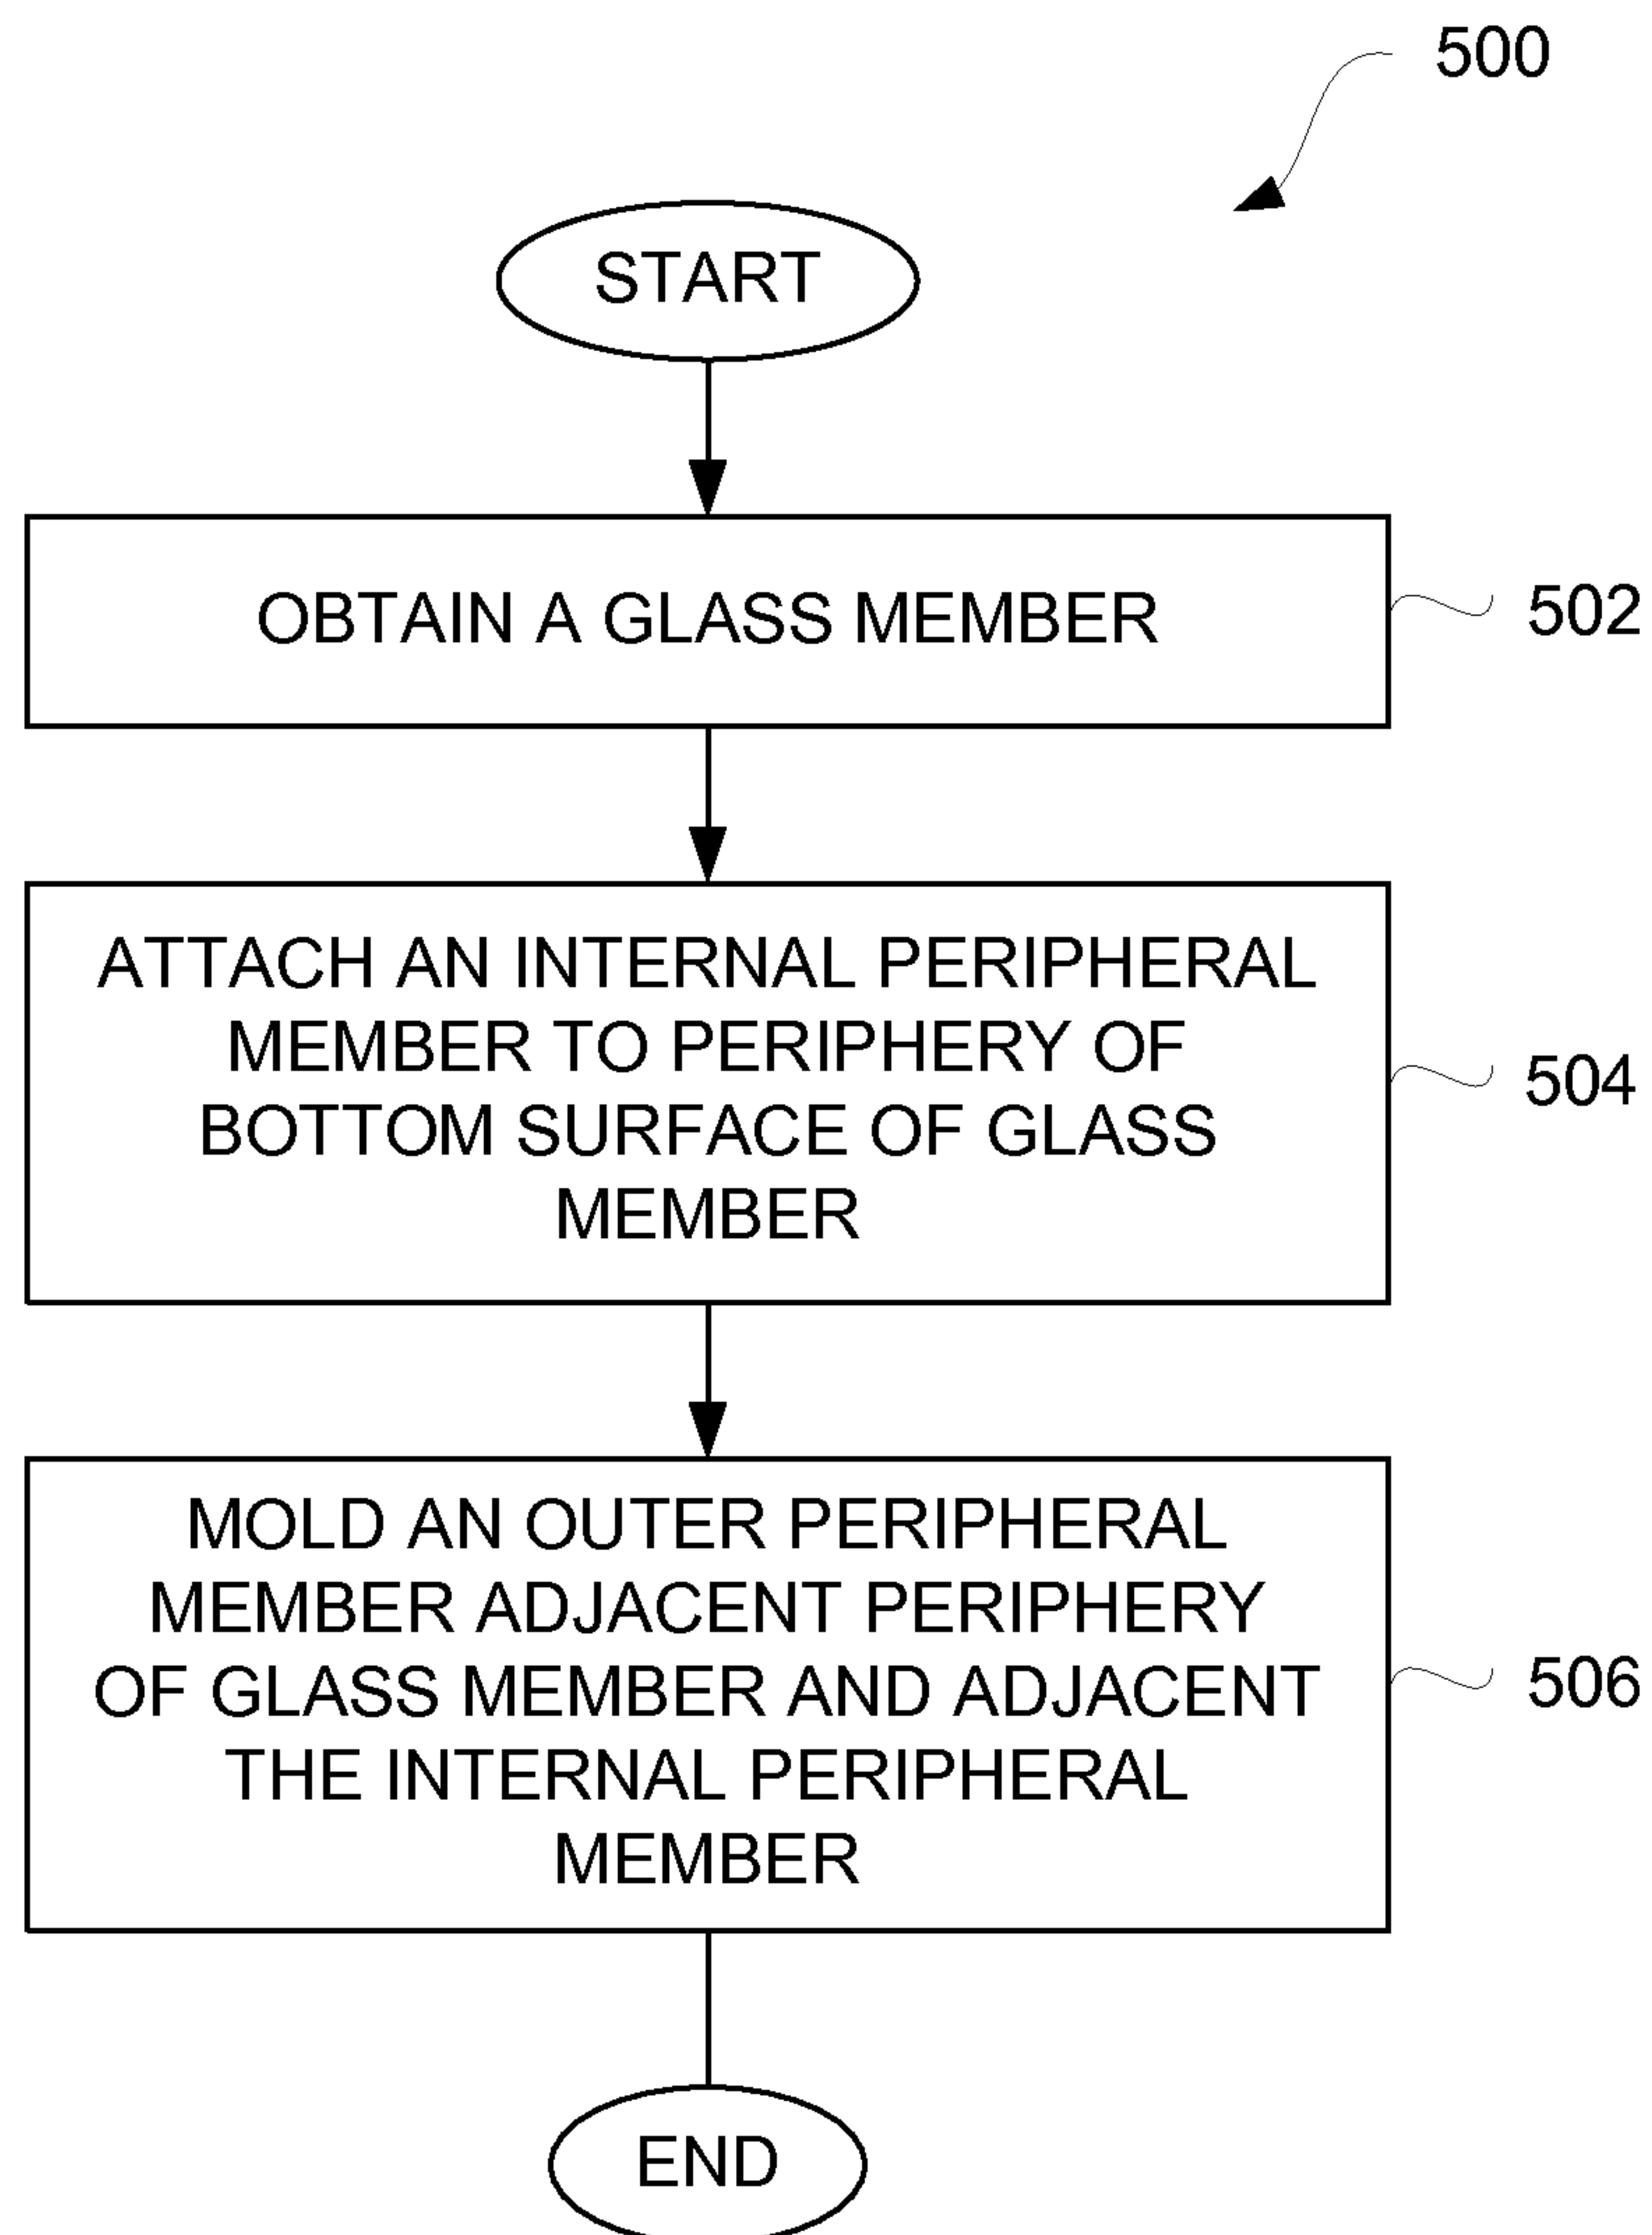 500
START
OBTAIN A GLASS MEMBER
502
ATTACH AN INTERNAL PERIPHERAL
MEMBER TO PERIPHERY OF
BOTTOM SURFACE OF GLASS
MEMBER
504
MOLD AN OUTER PERIPHERAL
MEMBER ADJACENT PERIPHERY
OF GLASS MEMBER AND ADJACENT
THE INTERNAL PERIPHERAL
MEMBER
506
END